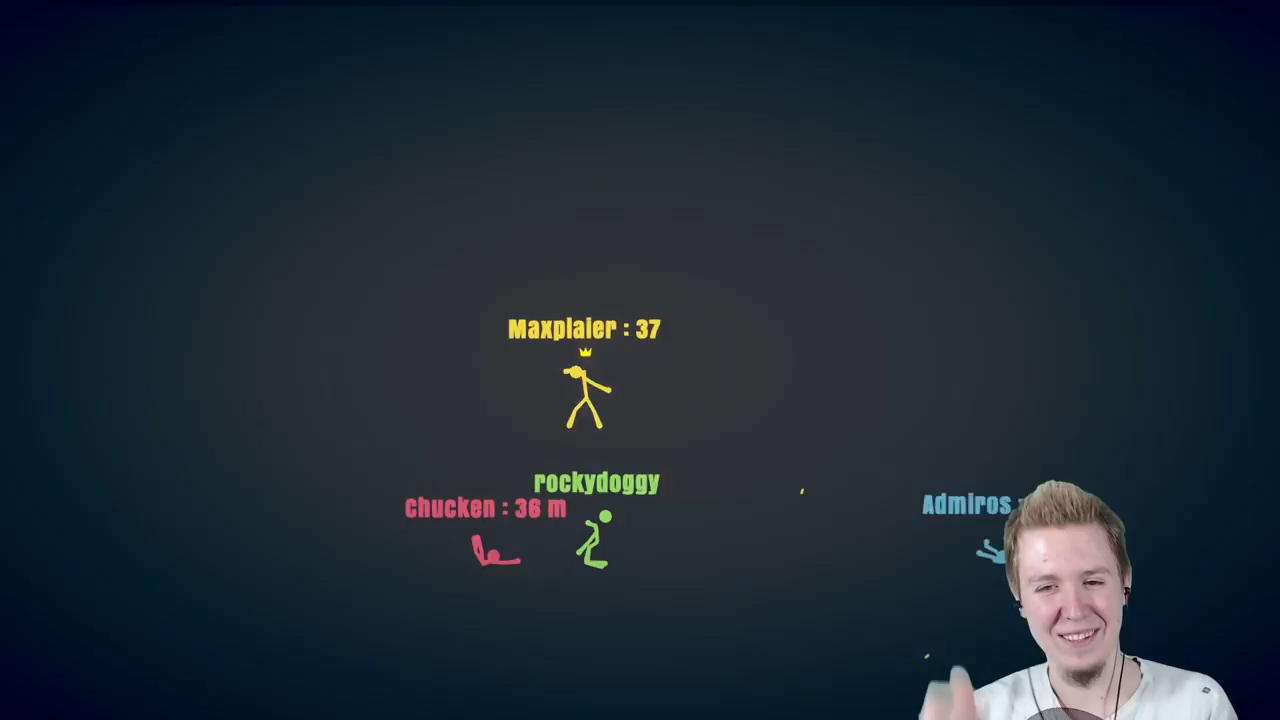 Maxplaier : 37
rockydoggy
Chucken : 36 m
Admiros